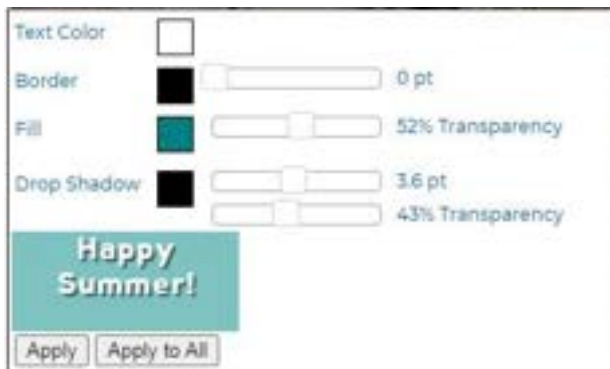 Text Color
Border 0 pt
Fill 52% Transparency
Drop Shadow 3.6 pt
43% Transparency
Happy
Summer!
Apply Apply to All